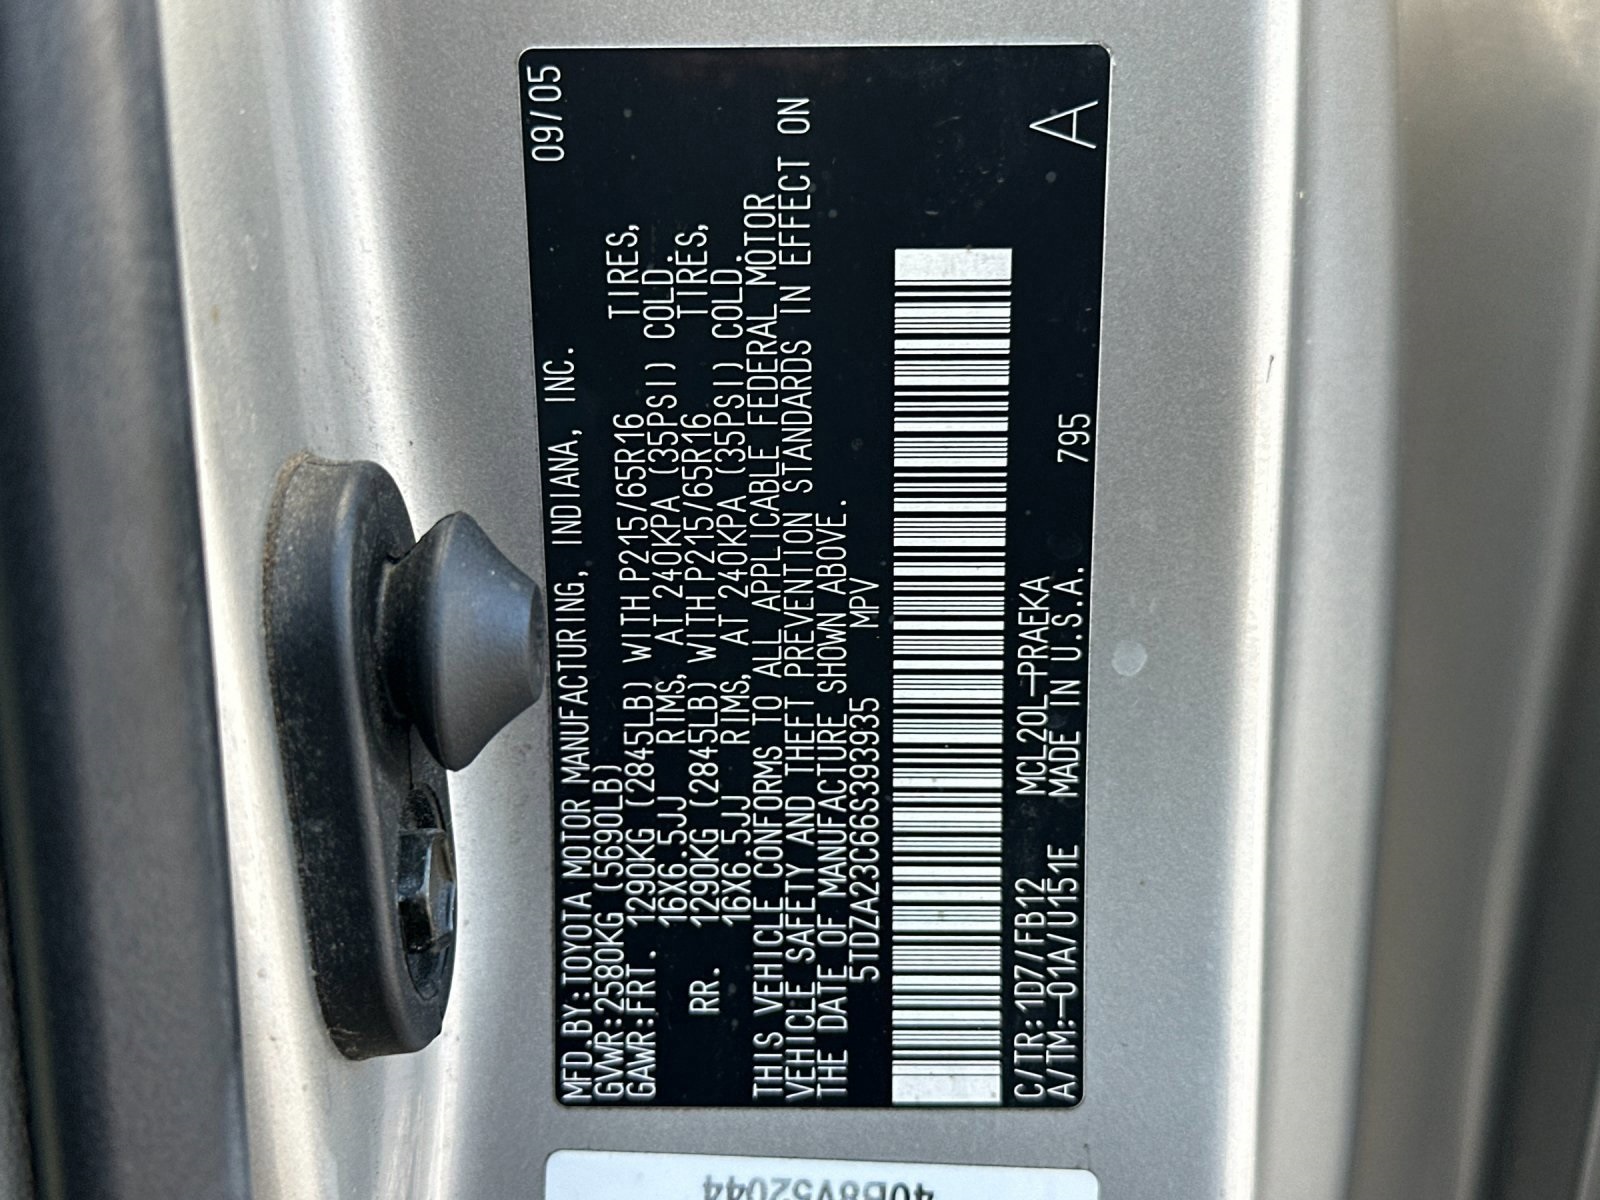 MFD.BY:TOYOTA MOTOR MANUFACTURING, INDIANA, INC. 09/05
GVWR:2580KG(5690LB)
GAWR:FRT. 1290KG(2845LB) WITH P215/65R16 TIRES,
16X6.5JJ RIMS, AT 240KPA(35PSI) COLD.
RR. 1290KG(2845LB) WITH P215/65R16 TIRES,
16X6.5JJ RIMS, AT 240KPA(35PSI) COLD.
THIS VEHICLE CONFORMS TO ALL APPLICABLE FEDERAL MOTOR
VEHICLE SAFETY AND THEFT PREVENTION STANDARDS IN EFFECT ON
THE DATE OF MANUFACTURE SHOWN ABOVE.
5TDZA23C66S393935 MPV
C/TR:1D7/FB12 MCL20L-PRAEKA
A/TM:-01A/U151E MADE IN U.S.A. 795 A
40B8V52044